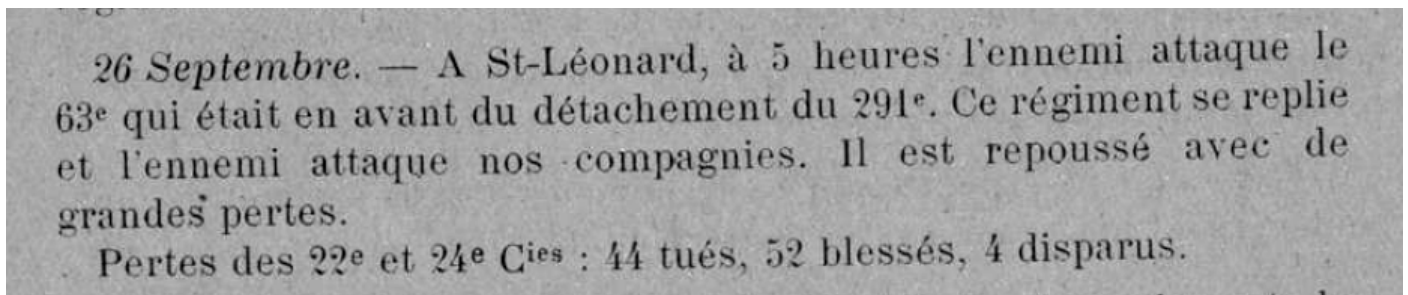 26 Septembre. — A St-Léonard, à 5 heures l'ennemi attaque le
63e qui était en avant du détachement du 291e. Ce régiment se replie
et l'ennemi attaque nos compagnies. Il est repoussé avec de
grandes pertes.
Pertes des 22e et 24e Cies : 44 tués, 52 blessés, 4 disparus.